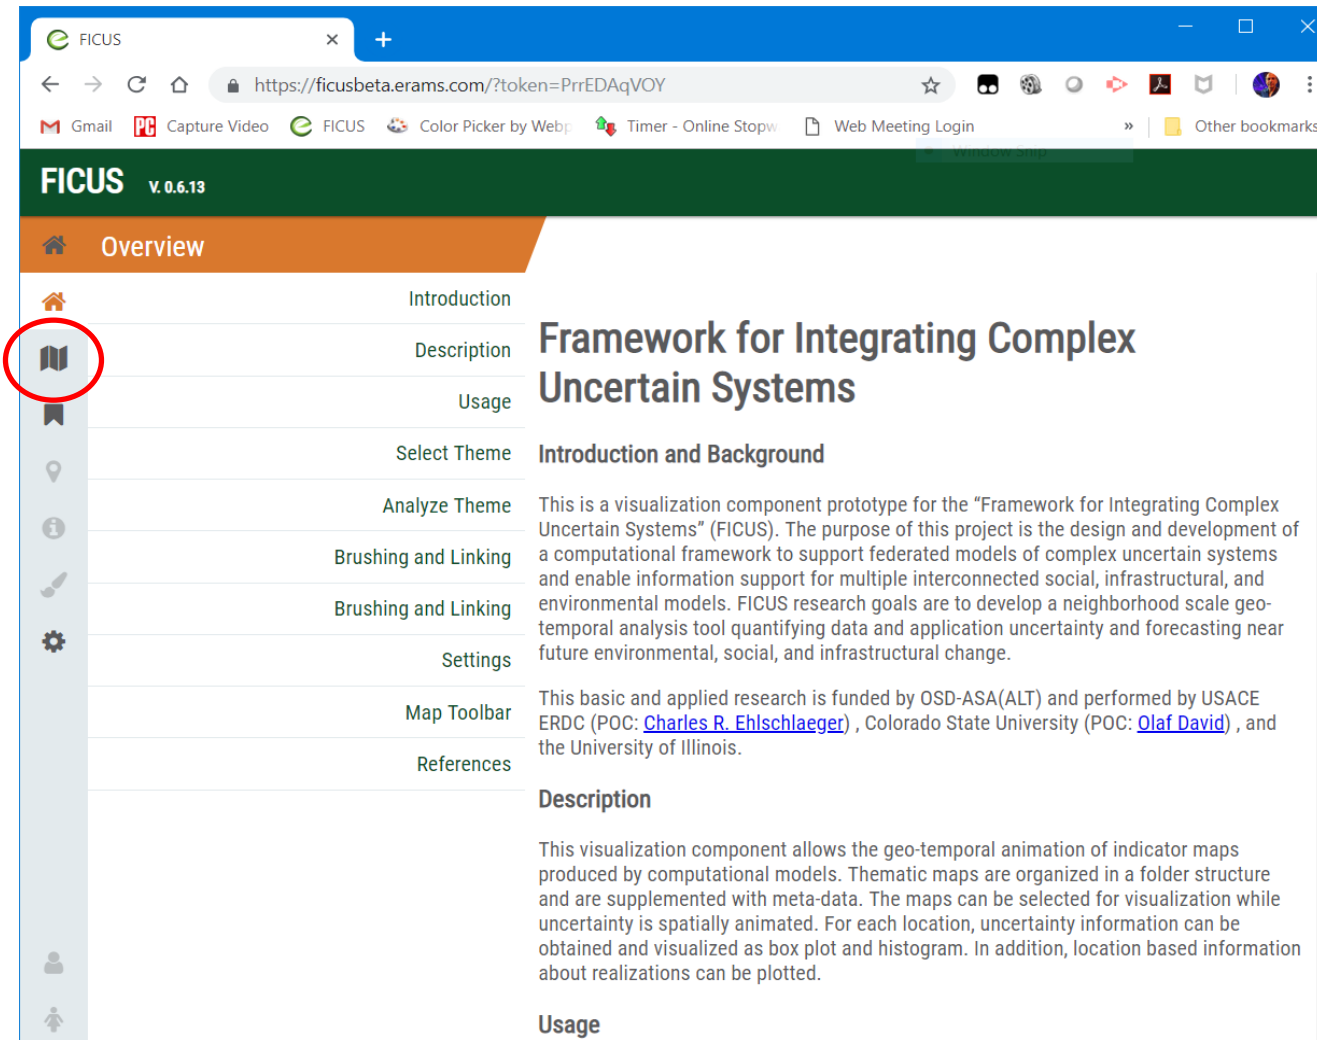 FICUS
https://ficusbeta.erams.com/?token=PrrEDAqVOY
Gmail Capture Video FICUS Color Picker by Webp Timer - Online Stopw Web Meeting Login » Other bookmarks
Window Snip
FICUS V. 0.6.13
Overview
Introduction
Description
Usage
Select Theme
Analyze Theme
Brushing and Linking
Brushing and Linking
Settings
Map Toolbar
References
Framework for Integrating Complex
Uncertain Systems
Introduction and Background
This is a visualization component prototype for the “Framework for Integrating Complex
Uncertain Systems” (FICUS). The purpose of this project is the design and development of
a computational framework to support federated models of complex uncertain systems
and enable information support for multiple interconnected social, infrastructural, and
environmental models. FICUS research goals are to develop a neighborhood scale geo-
temporal analysis tool quantifying data and application uncertainty and forecasting near
future environmental, social, and infrastructural change.
This basic and applied research is funded by OSD-ASA(ALT) and performed by USACE
ERDC (POC: Charles R. Ehlschlaeger) , Colorado State University (POC: Olaf David) , and
the University of Illinois.
Description
This visualization component allows the geo-temporal animation of indicator maps
produced by computational models. Thematic maps are organized in a folder structure
and are supplemented with meta-data. The maps can be selected for visualization while
uncertainty is spatially animated. For each location, uncertainty information can be
obtained and visualized as box plot and histogram. In addition, location based information
about realizations can be plotted.
Usage